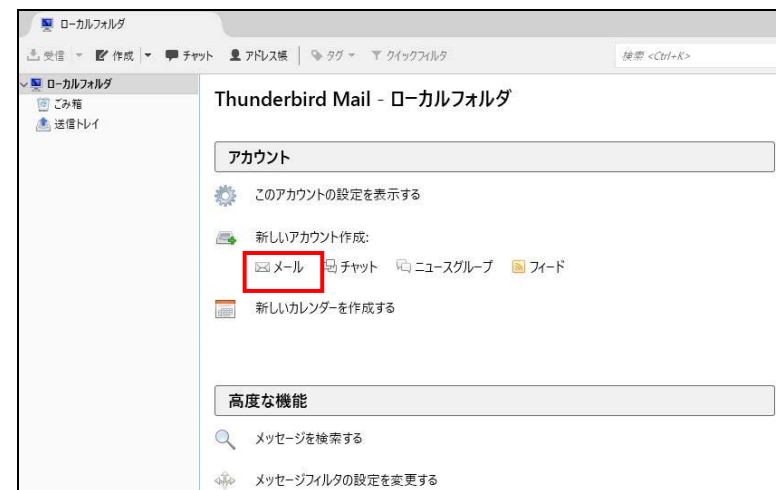 ローカルフォルダ
受信 作成 チャット アドレス帳 タグ クイックフィルタ 検索 <Ctrl+K>
ローカルフォルダ
ごみ箱
送信トレイ
Thunderbird Mail - ローカルフォルダ
アカウント
このアカウントの設定を表示する
新しいアカウント作成:
メール チャット ニュースグループ フィード
新しいカレンダーを作成する
高度な機能
メッセージを検索する
メッセージフィルタの設定を変更する